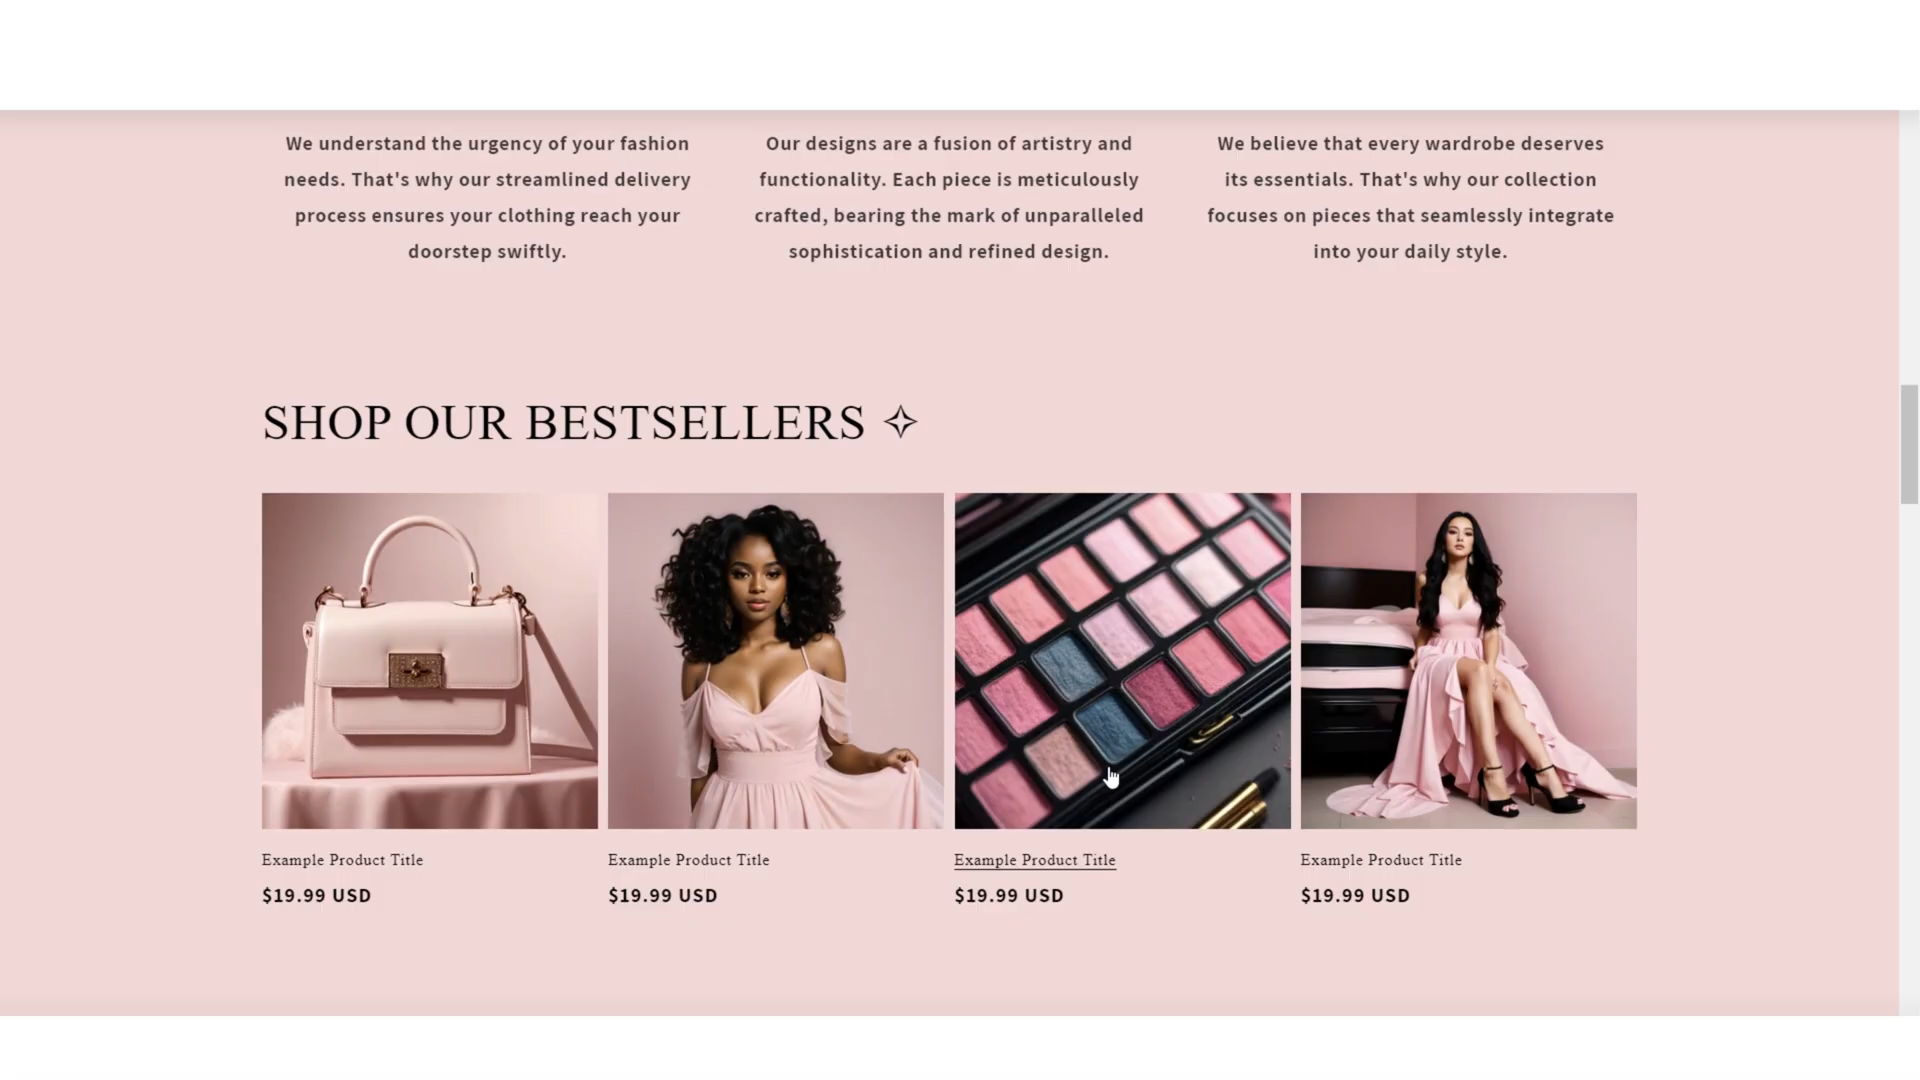 We understand the urgency of your fashion
needs. That's why our streamlined delivery
process ensures your clothing reach your
doorstep swiftly.
Our designs are a fusion of artistry and
functionality. Each piece is meticulously
crafted, bearing the mark of unparalleled
sophistication and refined design.
We believe that every wardrobe deserves
its essentials. That's why our collection
focuses on pieces that seamlessly integrate
into your daily style.
SHOP OUR BESTSELLERS ✧
Example Product Title
$19.99 USD
Example Product Title
$19.99 USD
Example Product Title
$19.99 USD
Example Product Title
$19.99 USD